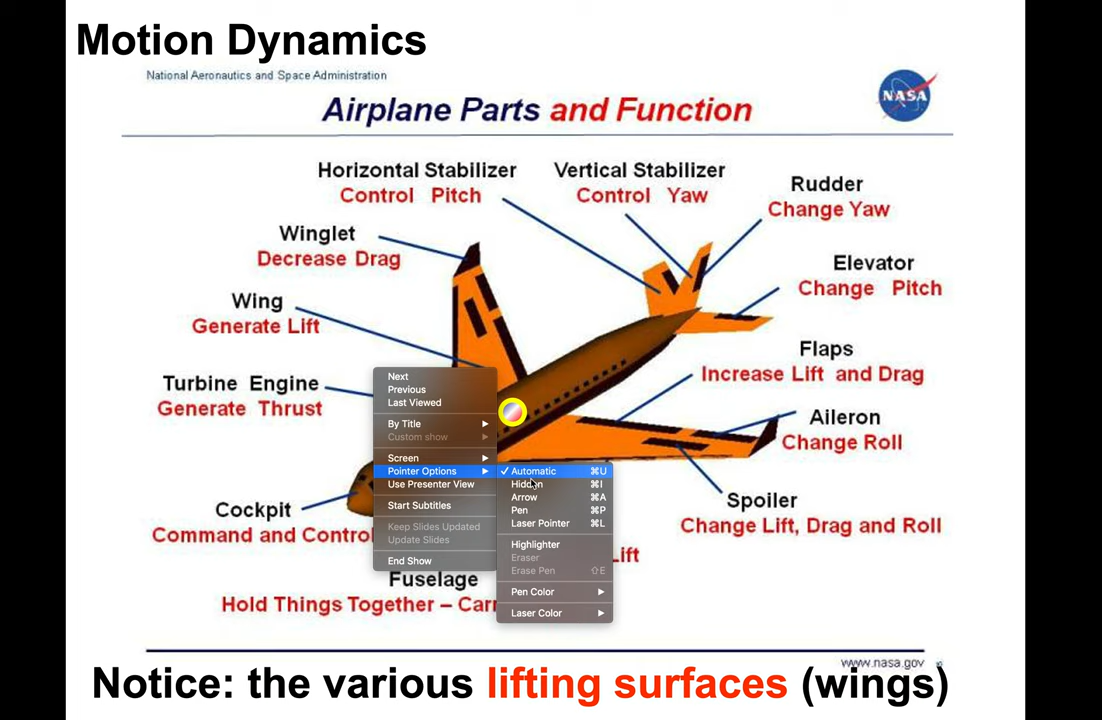 Motion Dynamics
National Aeronautics and Space Administration
NASA
Airplane Parts and Function
Horizontal Stabilizer
Control Pitch
Vertical Stabilizer
Control Yaw
Rudder
Change Yaw
Winglet
Decrease Drag
Elevator
Change Pitch
Wing
Generate Lift
Flaps
Increase Lift and Drag
Turbine Engine
Generate Thrust
Aileron
Change Roll
Cockpit
Command and Control
Spoiler
Change Lift, Drag and Roll
Lift
Fuselage
Hold Things Together –
Next
Previous
Last Viewed
By Title
Custom show
Screen
Pointer Options
Use Presenter View
Start Subtitles
Keep Slides Updated
Update Slides
End Show
✓ Automatic ⌘U
Hidden ⌘I
Arrow ⌘A
Pen ⌘P
Laser Pointer ⌘L
Highlighter
Eraser
Erase Pen ⇧E
Pen Color
Laser Color
www.nasa.gov
Notice: the various lifting surfaces (wings)